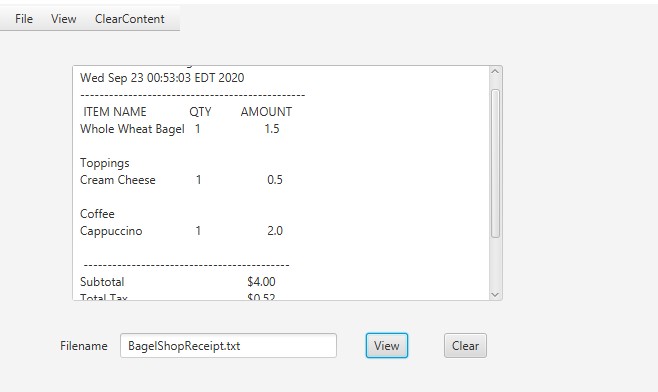 File View ClearContent
Wed Sep 23 00:53:03 EDT 2020
--------------------------------------------
ITEM NAME QTY AMOUNT
Whole Wheat Bagel 1 1.5
Toppings
Cream Cheese 1 0.5
Coffee
Cappuccino 1 2.0
----------------------------------------
Subtotal $4.00
Total Tax $0.52
Filename BagelShopReceipt.txt View Clear